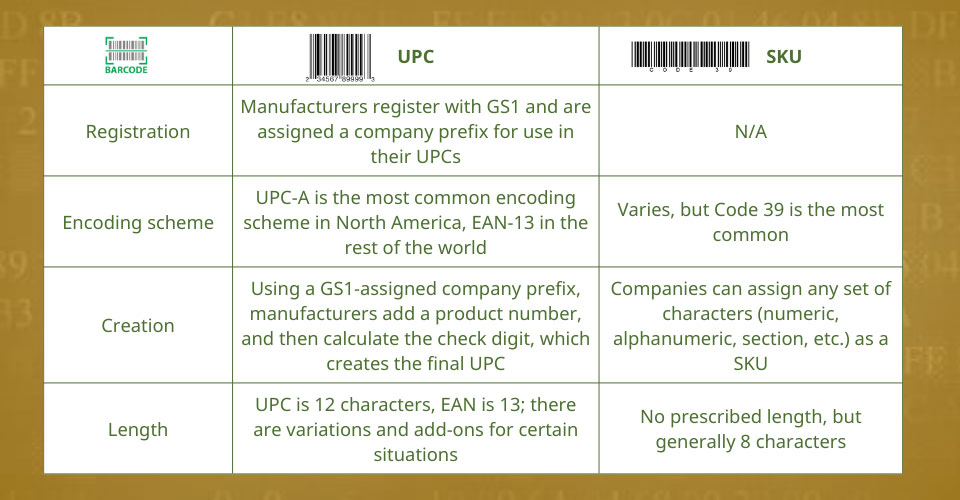 BARCODE
2 34567 89999 3
UPC
C O D E 3 9
SKU
Registration
Manufacturers register with GS1 and are
assigned a company prefix for use in
their UPCs
N/A
Encoding scheme
UPC-A is the most common encoding
scheme in North America, EAN-13 in the
rest of the world
Varies, but Code 39 is the most
common
Creation
Using a GS1-assigned company prefix,
manufacturers add a product number,
and then calculate the check digit, which
creates the final UPC
Companies can assign any set of
characters (numeric,
alphanumeric, section, etc.) as a
SKU
Length
UPC is 12 characters, EAN is 13; there
are variations and add-ons for certain
situations
No prescribed length, but
generally 8 characters